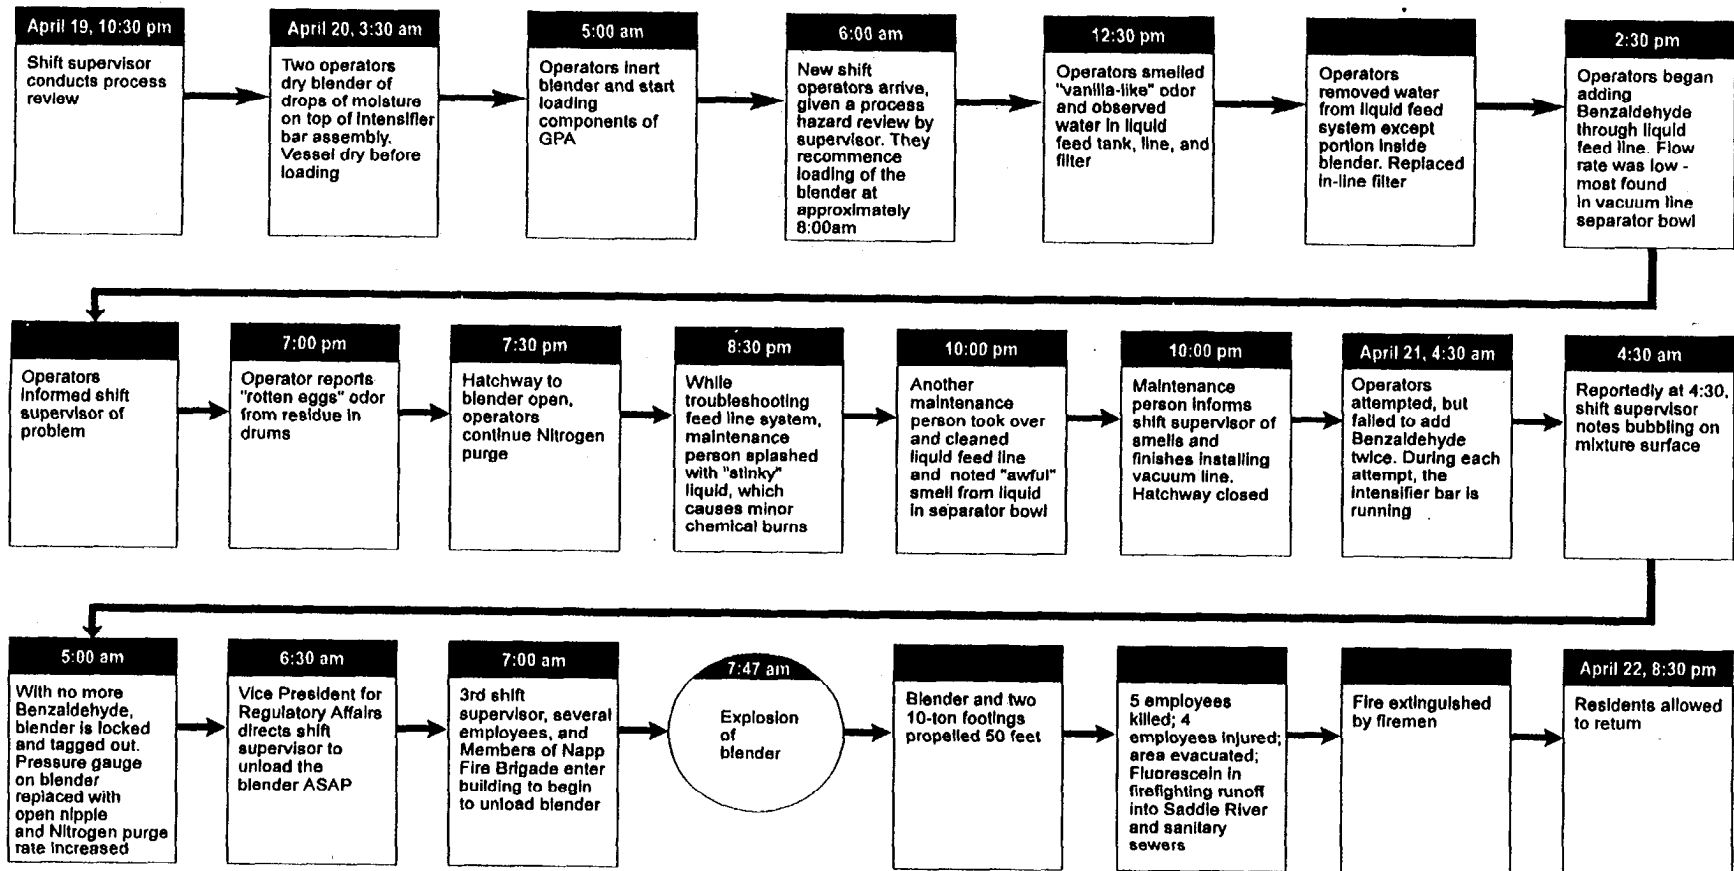 April 19, 10:30 pm
Shift supervisor
conducts process
review
April 20, 3:30 am
Two operators
dry blender of
drops of moisture
on top of Intensifier
bar assembly.
Vessel dry before
loading
5:00 am
Operators inert
blender and start
loading
components of
GPA
6:00 am
New shift
operators arrive,
given a process
hazard review by
supervisor. They
recommence
loading of the
blender at
approximately
8:00am
12:30 pm
Operators smelled
"vanilla-like" odor
and observed
water in liquid
feed tank, line, and
filter
Operators
removed water
from liquid feed
system except
portion inside
blender. Replaced
in-line filter
2:30 pm
Operators began
adding
Benzaldehyde
through liquid
feed line. Flow
rate was low -
most found
in vacuum line
separator bowl
Operators
informed shift
supervisor of
problem
7:00 pm
Operator reports
"rotten eggs" odor
from residue in
drums
7:30 pm
Hatchway to
blender open,
operators
continue Nitrogen
purge
8:30 pm
While
troubleshooting
feed line system,
maintenance
person splashed
with "stinky"
liquid, which
causes minor
chemical burns
10:00 pm
Another
maintenance
person took over
and cleaned
liquid feed line
and noted "awful"
smell from liquid
in separator bowl
10:00 pm
Maintenance
person informs
shift supervisor of
smells and
finishes installing
vacuum line.
Hatchway closed
April 21, 4:30 am
Operators
attempted, but
failed to add
Benzaldehyde
twice. During each
attempt, the
intensifier bar is
running
4:30 am
Reportedly at 4:30,
shift supervisor
notes bubbling on
mixture surface
5:00 am
With no more
Benzaldehyde,
blender is locked
and tagged out.
Pressure gauge
on blender
replaced with
open nipple
and Nitrogen purge
rate increased
6:30 am
Vice President for
Regulatory Affairs
directs shift
supervisor to
unload the
blender ASAP
7:00 am
3rd shift
supervisor, several
employees, and
Members of Napp
Fire Brigade enter
building to begin
to unload blender
7:47 am
Explosion
of
blender
Blender and two
10-ton footings
propelled 50 feet
5 employees
killed; 4
employees injured;
area evacuated;
Fluorescein in
firefighting runoff
into Saddle River
and sanitary
sewers
Fire extinguished
by firemen
April 22, 8:30 pm
Residents allowed
to return